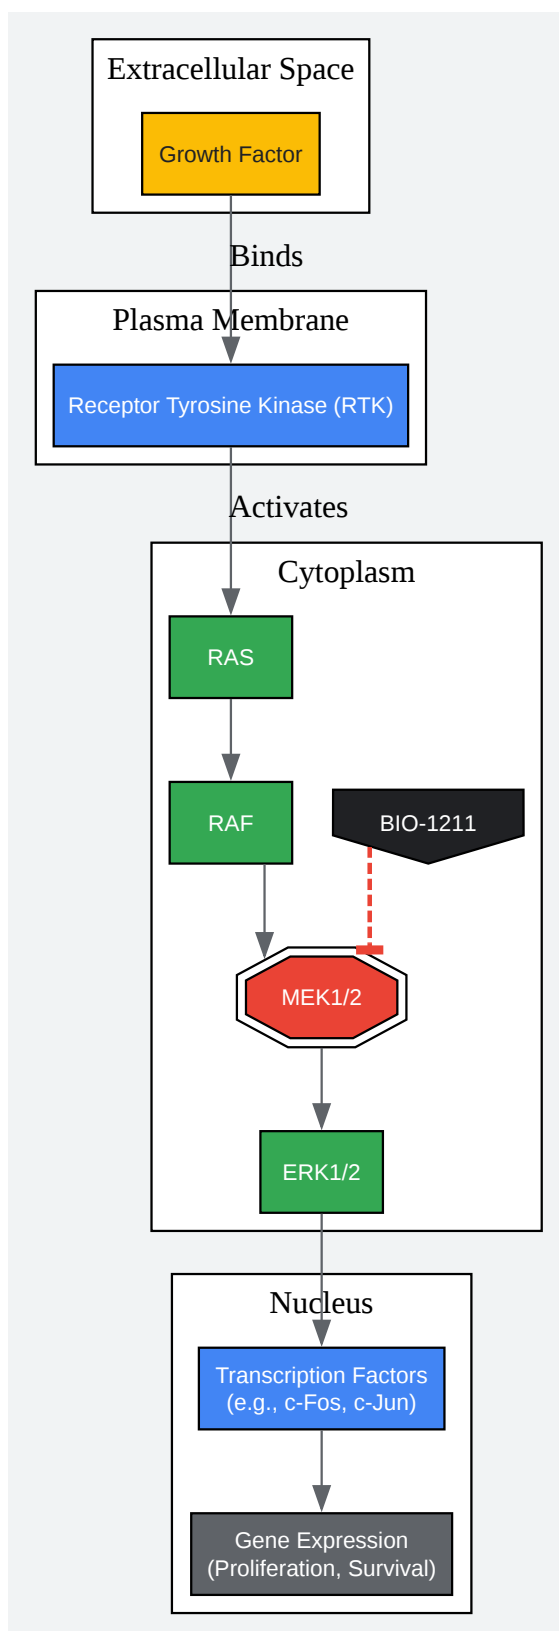 Extracellular Space
Growth Factor
Binds
Plasma Membrane
Receptor Tyrosine Kinase (RTK)
Activates
Cytoplasm
RAS
RAF
BIO-1211
MEK1/2
ERK1/2
Nucleus
Transcription Factors
(e.g., c-Fos, c-Jun)
Gene Expression
(Proliferation, Survival)